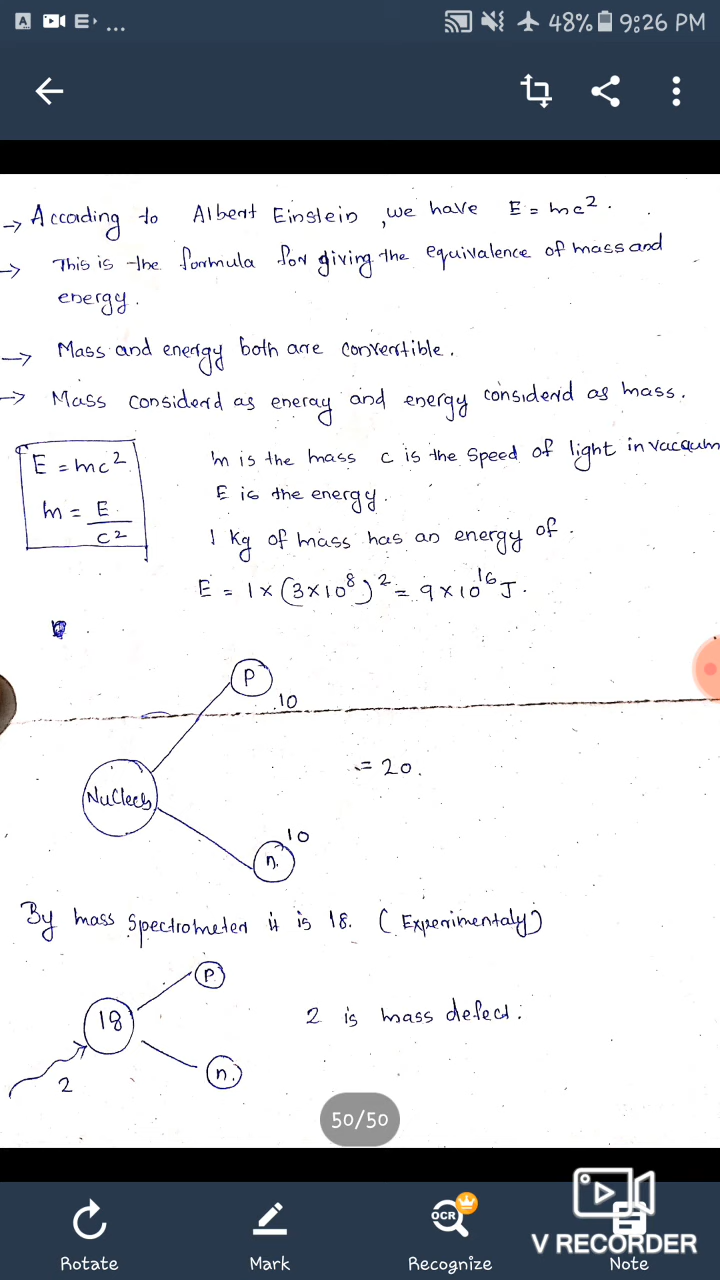 A E ... 48% 9:26 PM
→ Accoding to Albert Einstein , we have E = mc².
→ This is the formula for giving the equivalence of mass and
energy.
→ Mass and energy both are convertible.
→ Mass considerd as eneray and energy considerd as mass.
E = mc²
m = E
c²
m is the mass c is the speed of light in vacaum
E is the energy.
1 Kg of mass has an energy of .
E = 1 × (3×10⁸)² = 9×10¹⁶ J.
P
10
= 20.
Nucleus
10
n.
By mass spectrometer it is 18. (Experimentaly)
P
18
2 is mass defect.
n.
2
50/50
OCR
V RECORDER
Rotate Mark Recognize Note